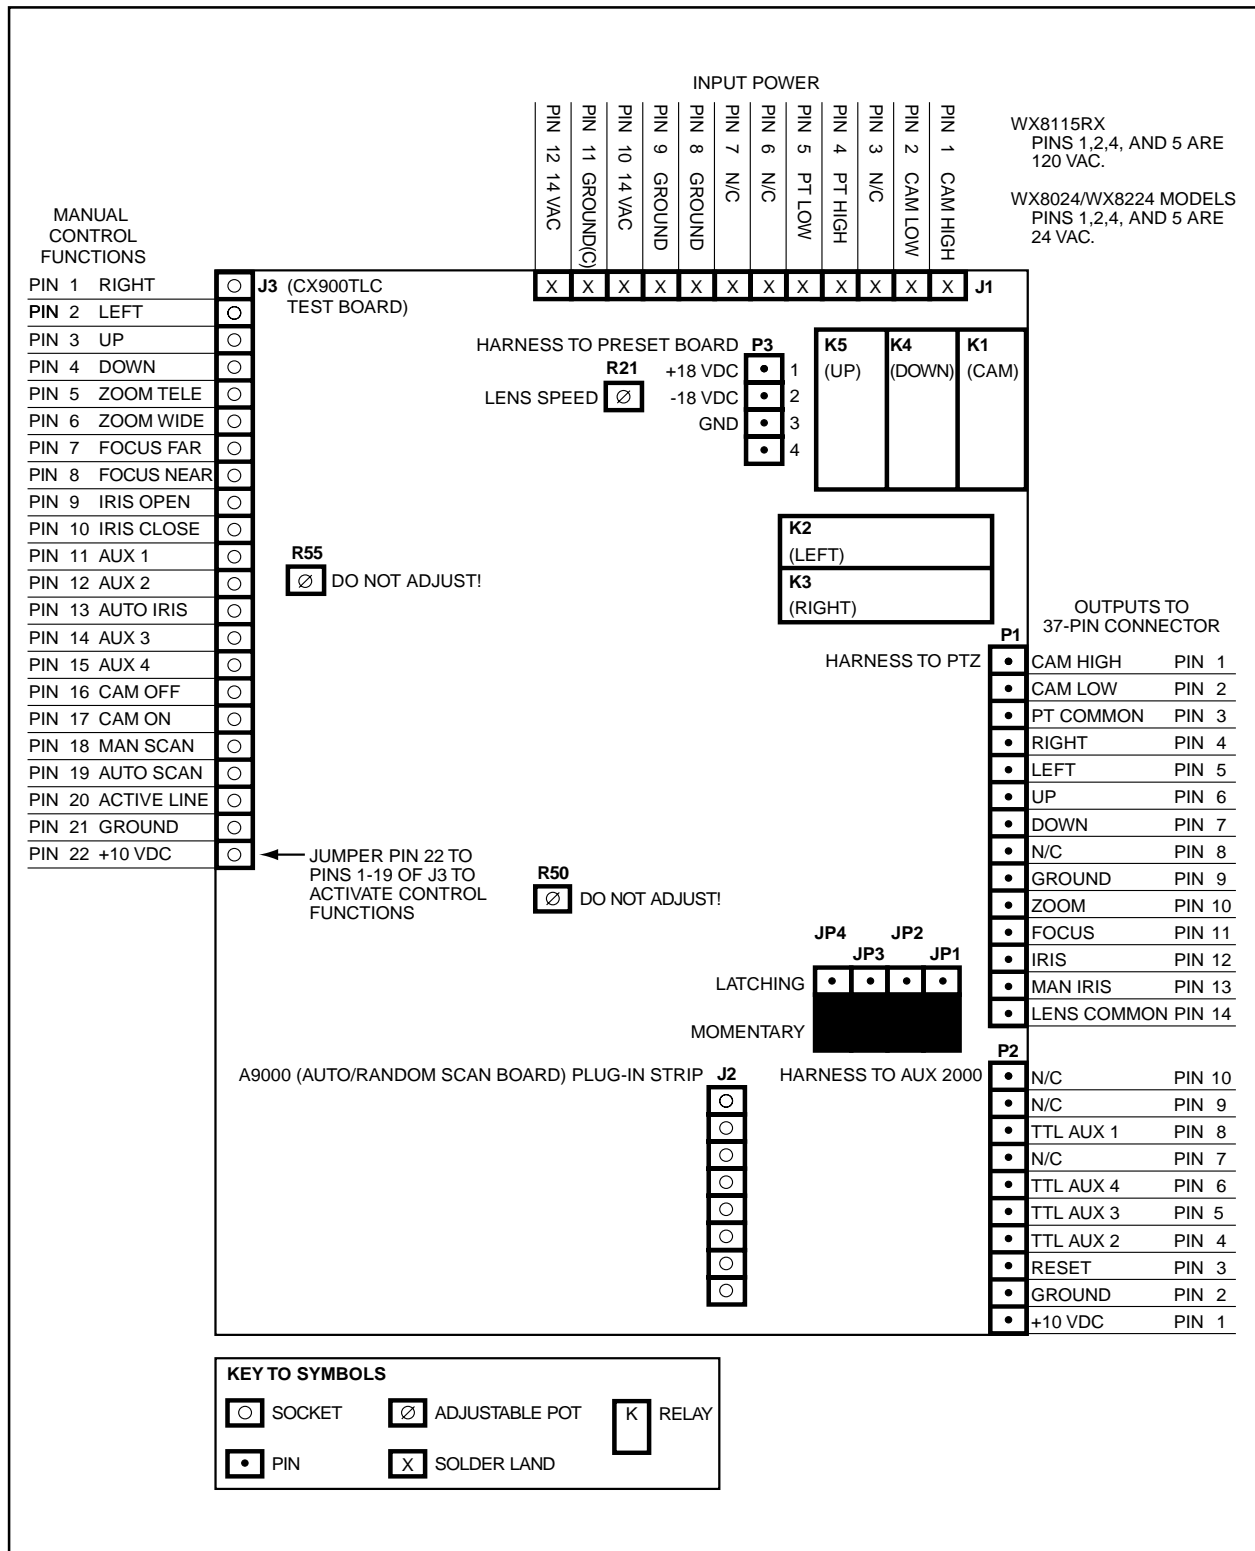 INPUT POWER
PIN 12 14 VAC
PIN 11 GROUND(C)
PIN 10 14 VAC
PIN 9 GROUND
PIN 8 GROUND
PIN 7 N/C
PIN 6 N/C
PIN 5 PT LOW
PIN 4 PT HIGH
PIN 3 N/C
PIN 2 CAM LOW
PIN 1 CAM HIGH
WX8115RX
PINS 1,2,4, AND 5 ARE
120 VAC.
WX8024/WX8224 MODELS
PINS 1,2,4, AND 5 ARE
24 VAC.
MANUAL
CONTROL
FUNCTIONS
PIN 1 RIGHT
PIN 2 LEFT
PIN 3 UP
PIN 4 DOWN
PIN 5 ZOOM TELE
PIN 6 ZOOM WIDE
PIN 7 FOCUS FAR
PIN 8 FOCUS NEAR
PIN 9 IRIS OPEN
PIN 10 IRIS CLOSE
PIN 11 AUX 1
PIN 12 AUX 2
PIN 13 AUTO IRIS
PIN 14 AUX 3
PIN 15 AUX 4
PIN 16 CAM OFF
PIN 17 CAM ON
PIN 18 MAN SCAN
PIN 19 AUTO SCAN
PIN 20 ACTIVE LINE
PIN 21 GROUND
PIN 22 +10 VDC
J3 (CX900TLC
TEST BOARD)
X X X X X X X X X X X X J1
HARNESS TO PRESET BOARD P3
R21
LENS SPEED
+18 VDC 1
-18 VDC 2
GND 3
4
K5
(UP)
K4
(DOWN)
K1
(CAM)
K2
(LEFT)
K3
(RIGHT)
R55
DO NOT ADJUST!
JUMPER PIN 22 TO
PINS 1-19 OF J3 TO
ACTIVATE CONTROL
FUNCTIONS
R50
DO NOT ADJUST!
OUTPUTS TO
37-PIN CONNECTOR
P1
HARNESS TO PTZ
CAM HIGH PIN 1
CAM LOW PIN 2
PT COMMON PIN 3
RIGHT PIN 4
LEFT PIN 5
UP PIN 6
DOWN PIN 7
N/C PIN 8
GROUND PIN 9
ZOOM PIN 10
FOCUS PIN 11
IRIS PIN 12
MAN IRIS PIN 13
LENS COMMON PIN 14
JP4 JP2
JP3 JP1
LATCHING
MOMENTARY
A9000 (AUTO/RANDOM SCAN BOARD) PLUG-IN STRIP J2
P2
HARNESS TO AUX 2000
N/C PIN 10
N/C PIN 9
TTL AUX 1 PIN 8
N/C PIN 7
TTL AUX 4 PIN 6
TTL AUX 3 PIN 5
TTL AUX 2 PIN 4
RESET PIN 3
GROUND PIN 2
+10 VDC PIN 1
KEY TO SYMBOLS
SOCKET
ADJUSTABLE POT
K RELAY
PIN
X SOLDER LAND